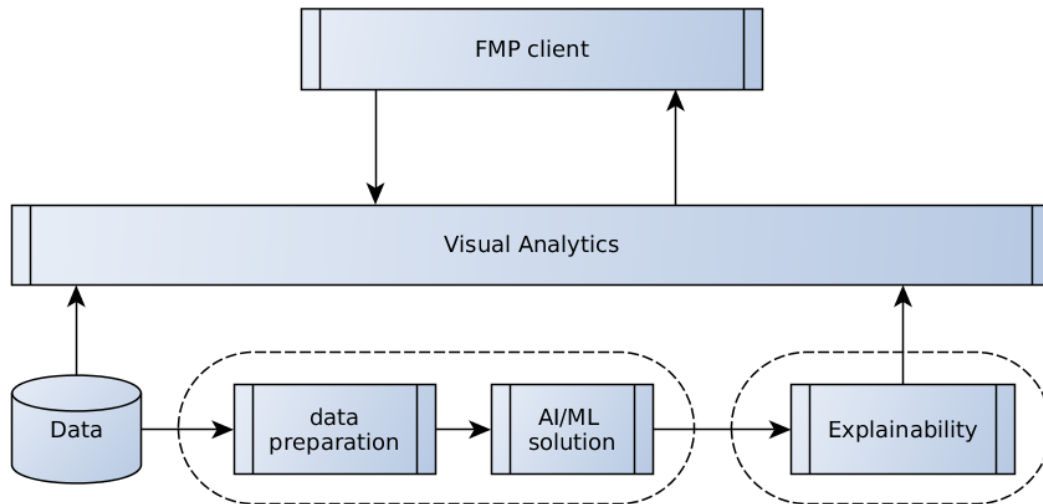 FMP client
Visual Analytics
Data
data
preparation
AI/ML
solution
Explainability